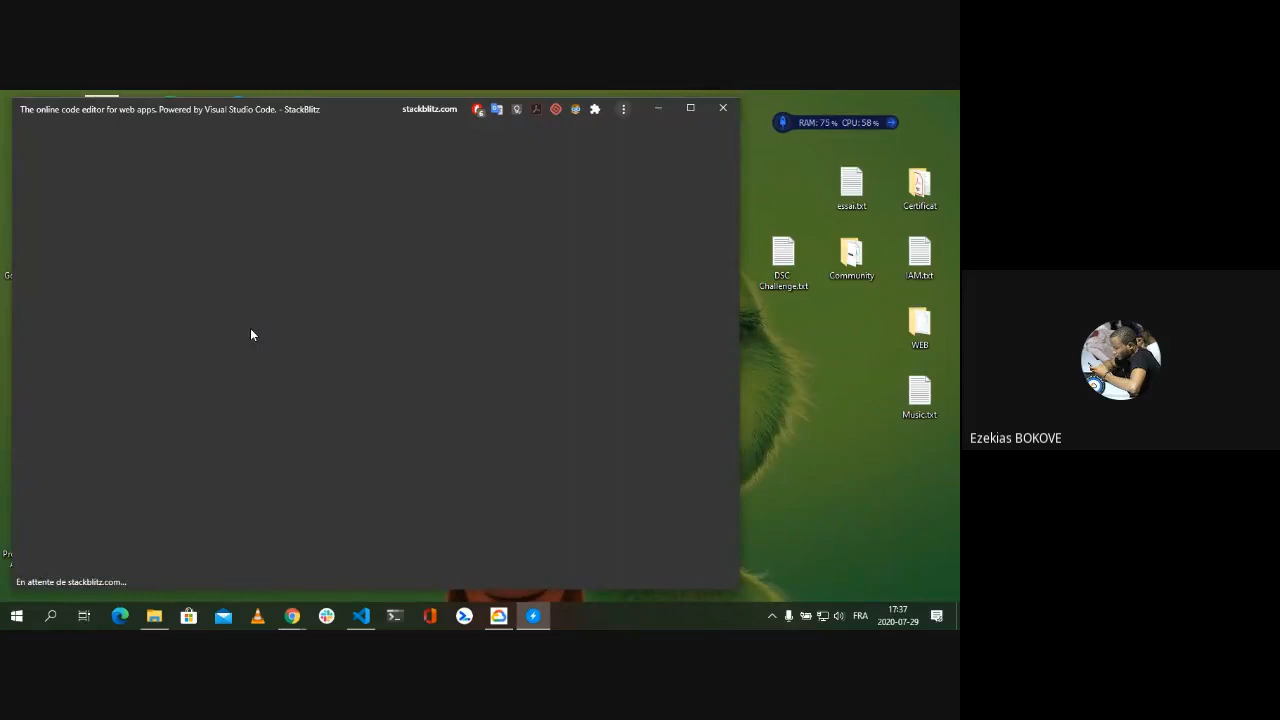 The online code editor for web apps. Powered by Visual Studio Code. - StackBlitz
stackblitz.com
6
RAM: 75 % CPU: 58 %
essai.txt
Certificat
DSC
Challenge.txt
Community
IAM.txt
WEB
Music.txt
Ezekias BOKOVE
En attente de stackblitz.com...
FRA
17:37
2020-07-29